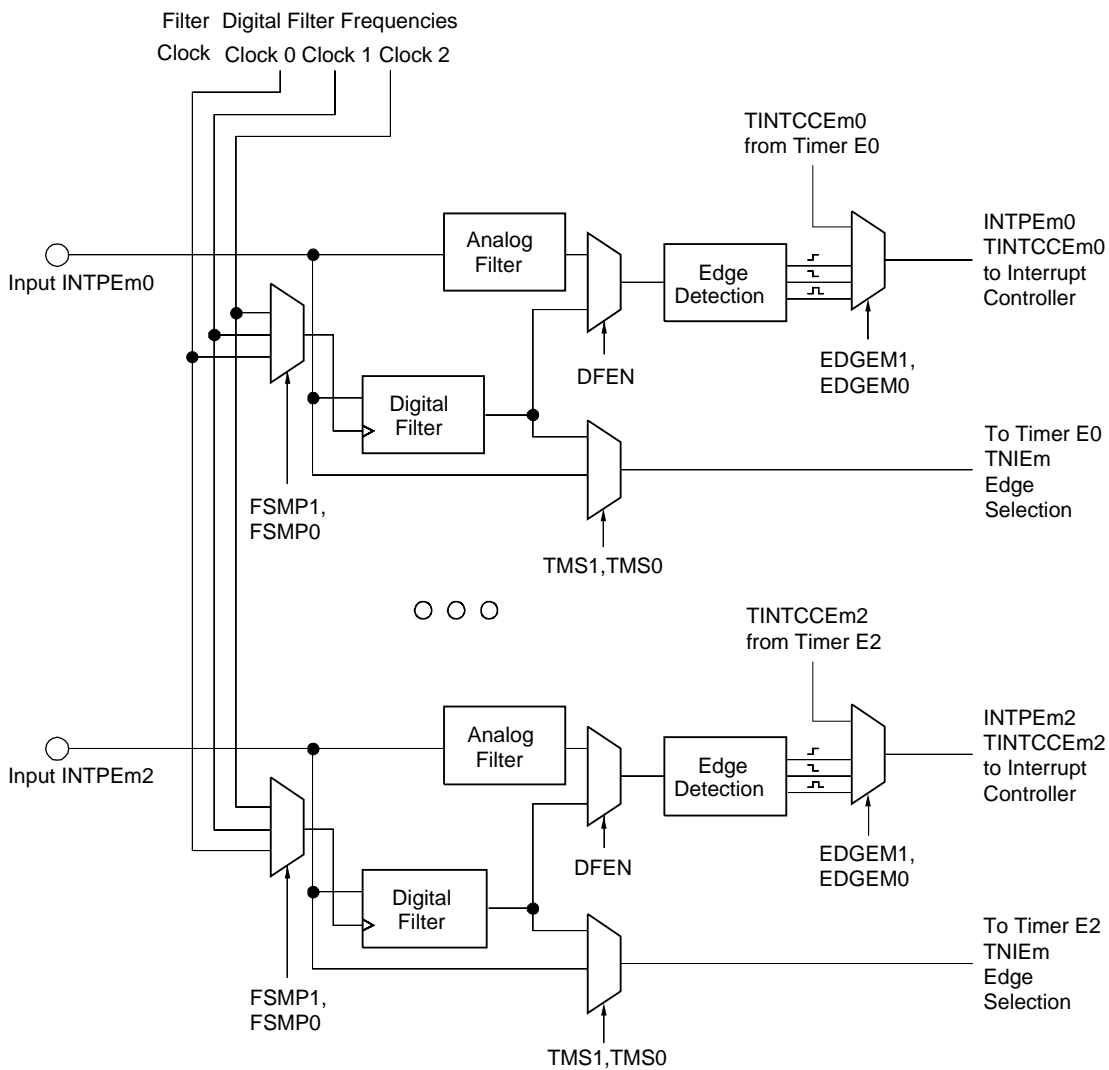 Filter Digital Filter Frequencies
Clock Clock 0 Clock 1 Clock 2
TINTCCEm0
from Timer E0
Input INTPEm0
Analog
Filter
Edge
Detection
INTPEm0
TINTCCEm0
to Interrupt
Controller
DFEN
EDGEM1,
EDGEM0
Digital
Filter
FSMP1,
FSMP0
To Timer E0
TNIEm
Edge
Selection
TMS1,TMS0
TINTCCEm2
from Timer E2
Input INTPEm2
Analog
Filter
Edge
Detection
INTPEm2
TINTCCEm2
to Interrupt
Controller
DFEN
EDGEM1,
EDGEM0
Digital
Filter
FSMP1,
FSMP0
To Timer E2
TNIEm
Edge
Selection
TMS1,TMS0